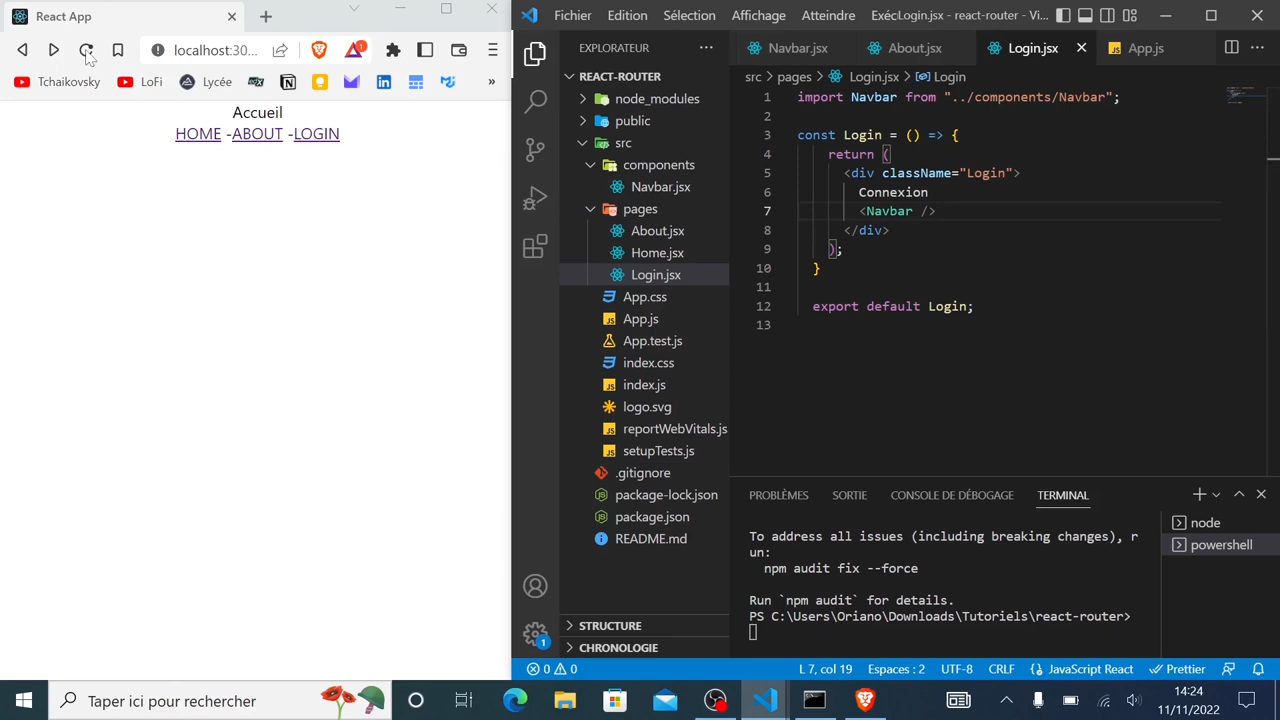 React App
localhost:30...
1
Tchaikovsky
LoFi
Lycée
»
Accueil
HOME -ABOUT -LOGIN
Fichier Edition Sélection Affichage Atteindre ExecLogin.jsx - react-router - Vi...
EXPLORATEUR
REACT-ROUTER
node_modules
public
src
components
Navbar.jsx
pages
About.jsx
Home.jsx
Login.jsx
App.css
App.js
App.test.js
index.css
index.js
logo.svg
reportWebVitals.js
setupTests.js
.gitignore
package-lock.json
package.json
README.md
STRUCTURE
CHRONOLOGIE
1
Navbar.jsx About.jsx Login.jsx App.js
src > pages > Login.jsx > Login
1 import Navbar from "../components/Navbar";
2
3 const Login = () => {
4 return (
5 <div className="Login">
6 Connexion
7 <Navbar />
8 </div>
9 );
10 }
11
12 export default Login;
13
PROBLÈMES SORTIE CONSOLE DE DÉBOGAGE TERMINAL
node
powershell
To address all issues (including breaking changes), r
un:
npm audit fix --force
Run `npm audit` for details.
PS C:\Users\Oriano\Downloads\Tutoriels\react-router>
0 0 L 7, col 19 Espaces : 2 UTF-8 CRLF JavaScript React Prettier
Taper ici pour rechercher
14:24
11/11/2022